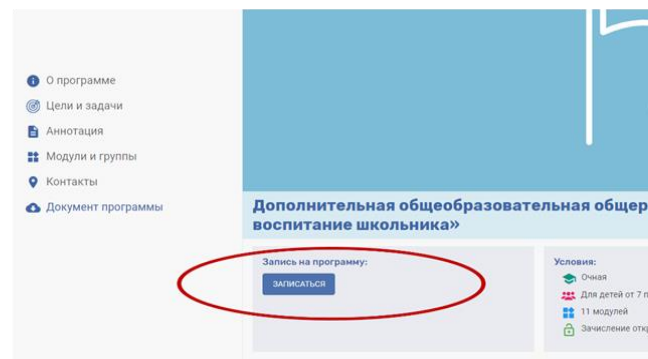 О программе
Цели и задачи
Аннотация
Модули и группы
Контакты
Документ программы
Дополнительная общеобразовательная общер
воспитание школьника»
Запись на программу:
ЗАПИСАТЬСЯ
Условия:
Очная
Для детей от 7 п
11 модулей
Зачисление откр